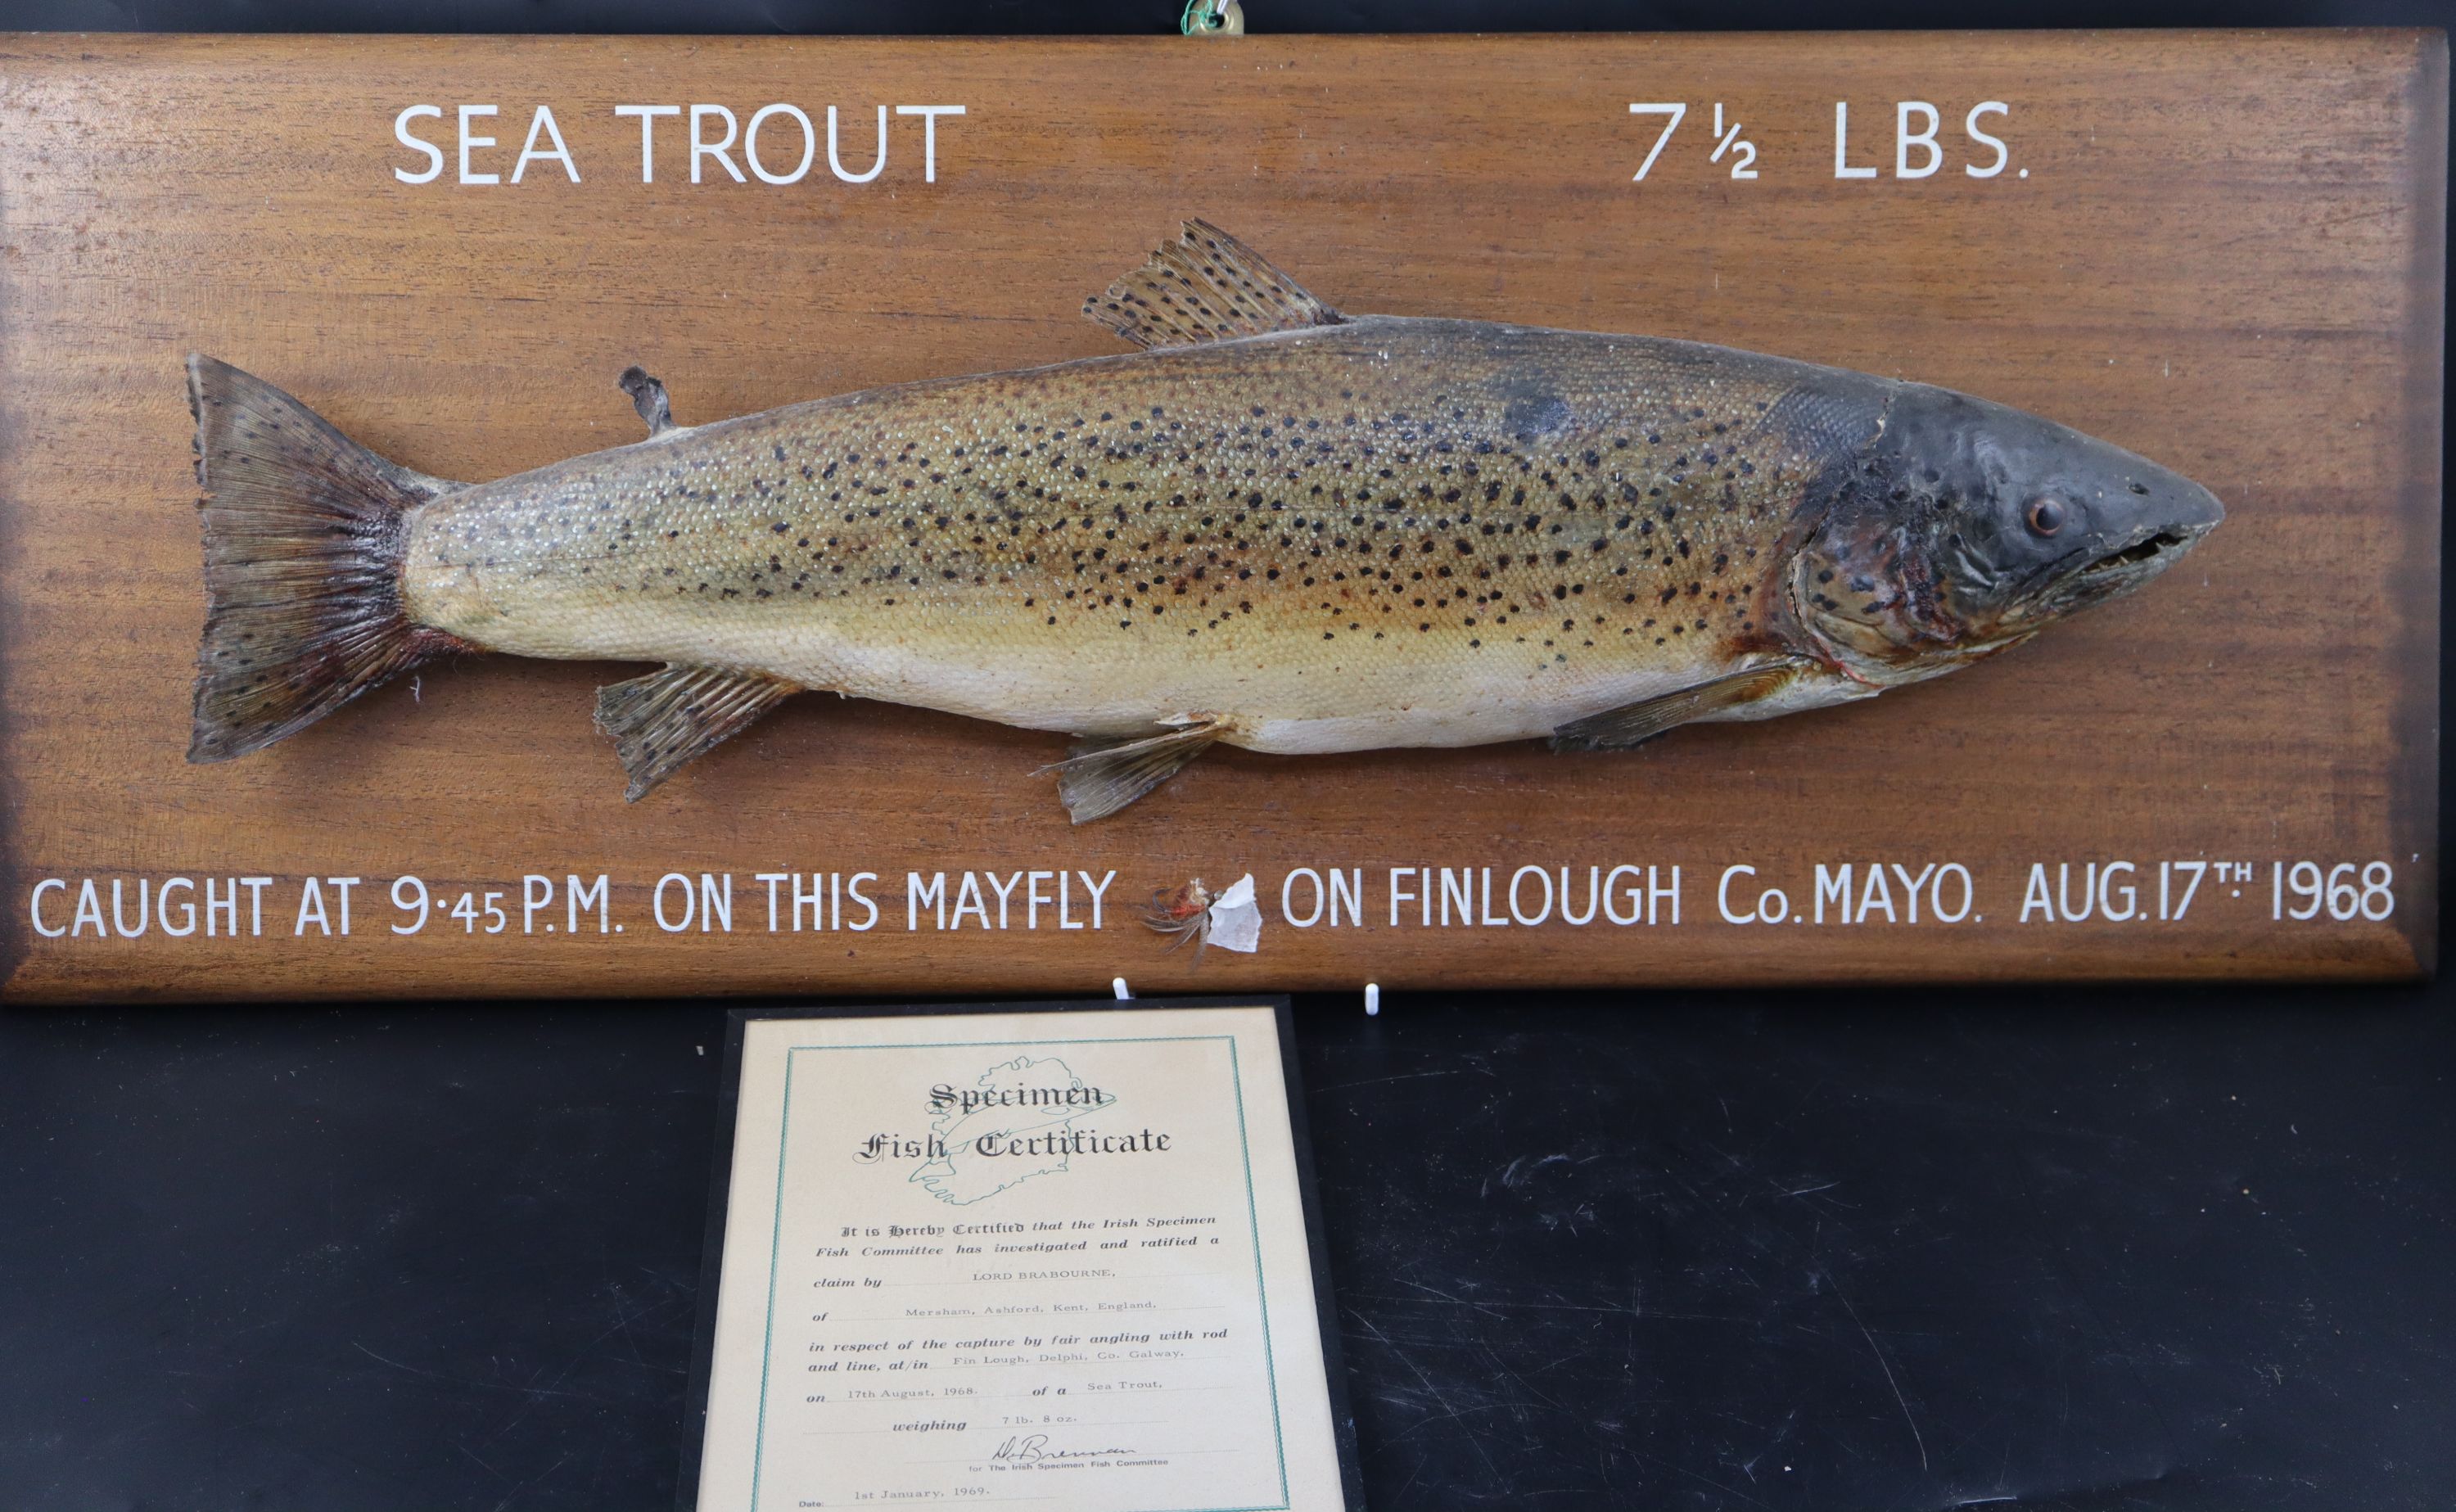 SEA TROUT 7½ LBS.
CAUGHT AT 9·45 P.M. ON THIS MAYFLY ON FINLOUGH Co. MAYO. AUG. 17TH 1968
Specimen
Fish Certificate
It is Hereby Certified that the Irish Specimen
Fish Committee has investigated and ratified a
claim by LORD BRABOURNE,
of Mersham, Ashford, Kent, England.
in respect of the capture by fair angling with rod
and line, at/in Fin Lough, Delphi, Co. Galway.
on 17th August, 1968. of a Sea Trout,
weighing 7 lb. 8 oz.
D. Brennan
for The Irish Specimen Fish Committee
Date: 1st January, 1969.